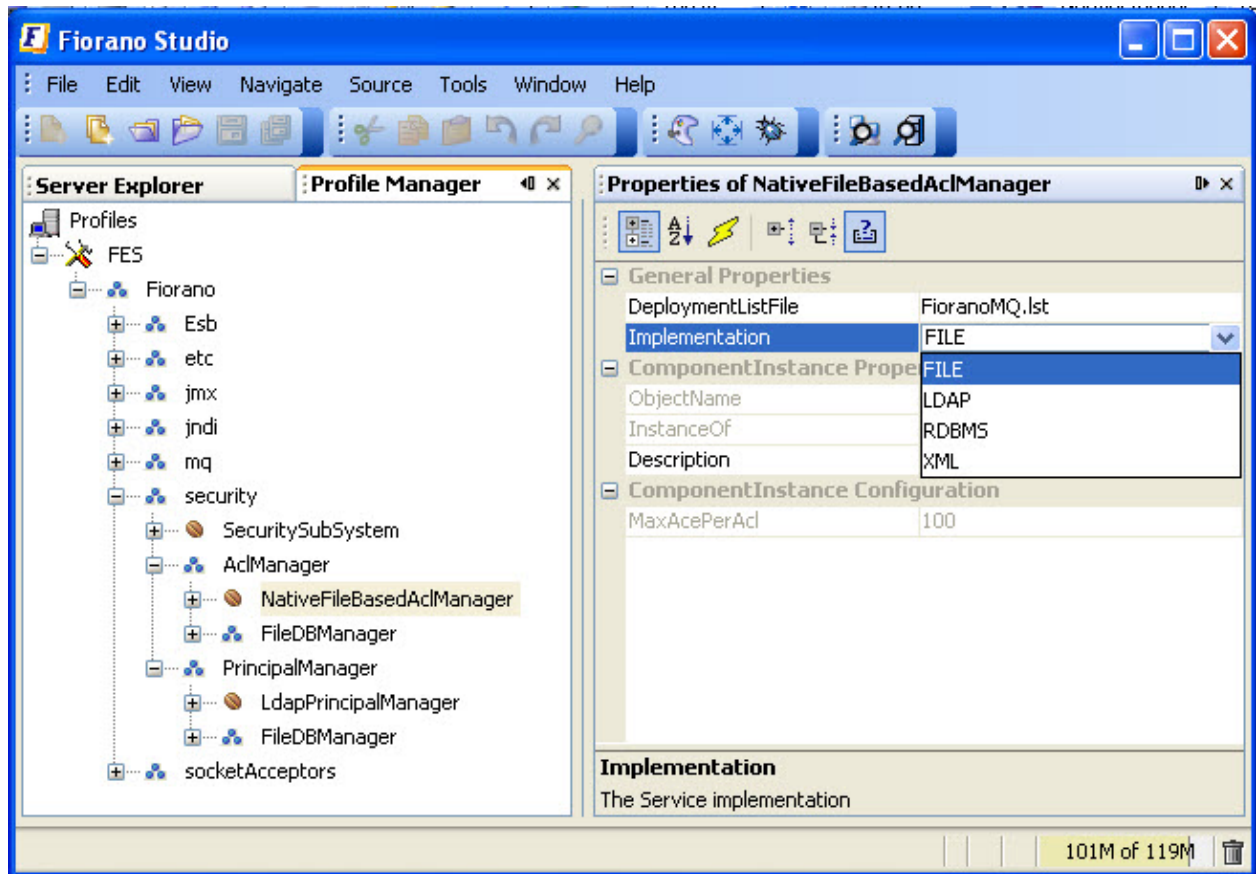 Fiorano Studio
File Edit View Navigate Source Tools Window Help
Server Explorer
Profile Manager
Profiles
FES
Fiorano
Esb
etc
jmx
jndi
mq
security
SecuritySubSystem
AclManager
NativeFileBasedAclManager
FileDBManager
PrincipalManager
LdapPrincipalManager
FileDBManager
socketAcceptors
Properties of NativeFileBasedAclManager
General Properties
DeploymentListFile FioranoMQ.lst
Implementation FILE
ComponentInstance Prope
FILE
LDAP
RDBMS
XML
ObjectName
InstanceOf
Description
ComponentInstance Configuration
MaxAcePerAcl 100
Implementation
The Service implementation
101M of 119M